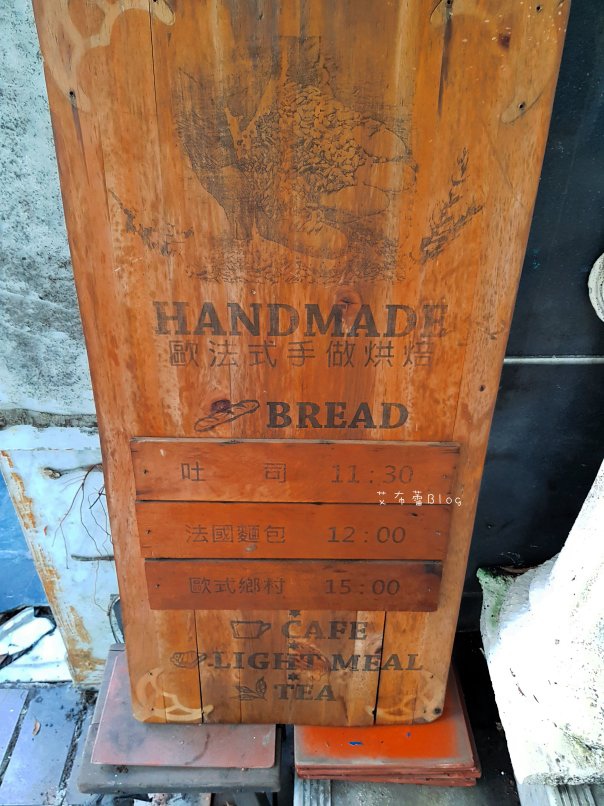 HANDMADE
歐法式手做烘焙
BREAD
吐司 11:30
艾布蕾Blog
法國麵包 12:00
歐式鄉村 15:00
CAFE
LIGHT MEAL
TEA